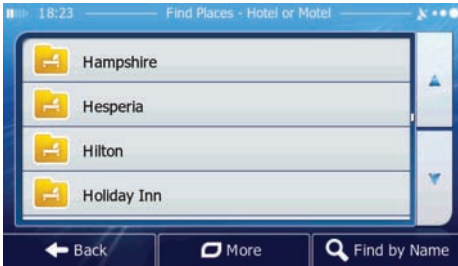 18:23 Find Places - Hotel or Motel
Hampshire
Hesperia
Hilton
Holiday Inn
Back More Find by Name